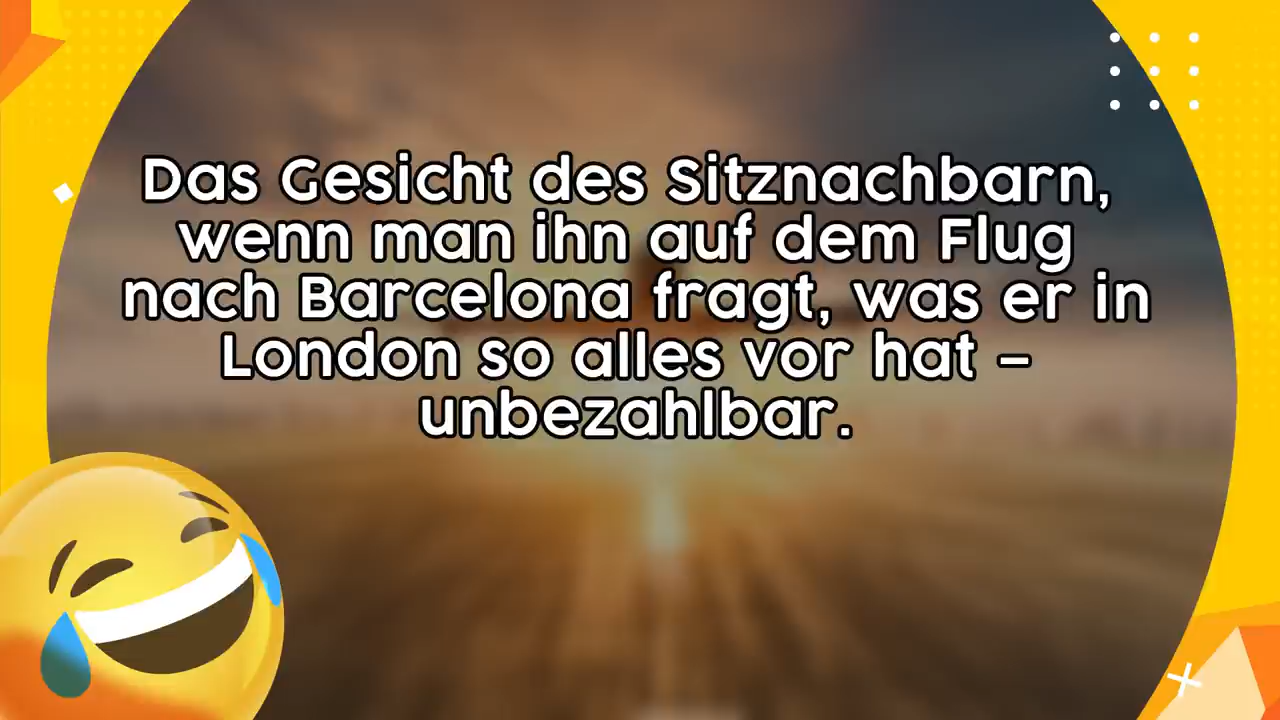 Das Gesicht des Sitznachbarn,
wenn man ihn auf dem Flug
nach Barcelona fragt, was er in
London so alles vor hat –
unbezahlbar.